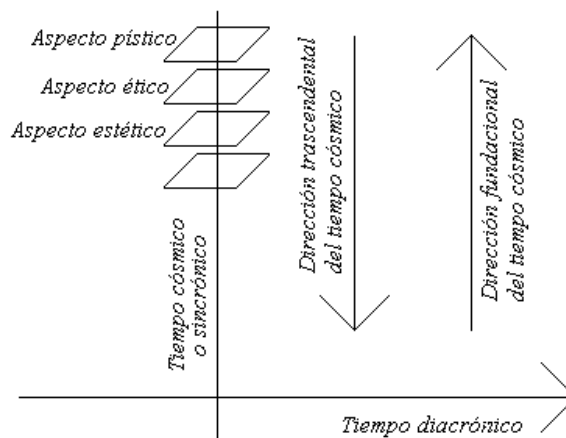 Aspecto pístico
Aspecto ético
Aspecto estético
Tiempo cósmico
o sincrónico
Dirección trascendental
del tiempo cósmico
Dirección fundacional
del tiempo cósmico
Tiempo diacrónico